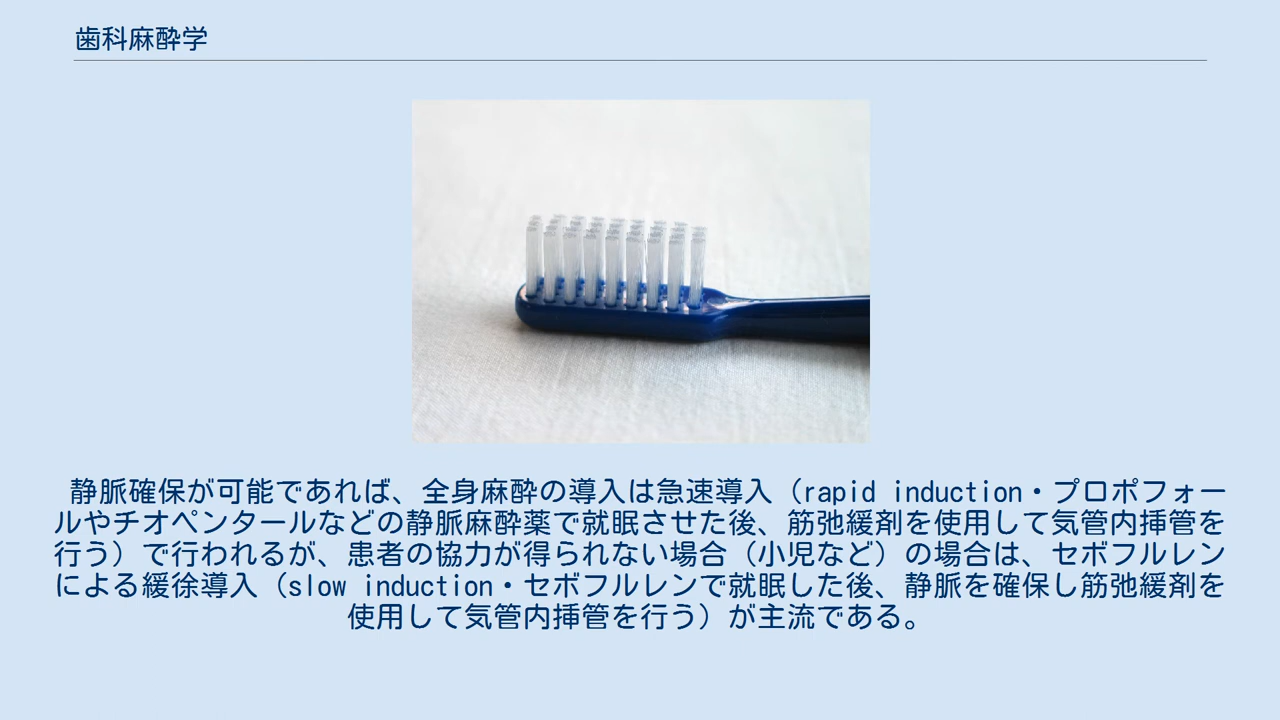 歯科麻酔学
静脈確保が可能であれば、全身麻酔の導入は急速導入（rapid induction・プロポフォー
ルやチオペンタールなどの静脈麻酔薬で就眠させた後、筋弛緩剤を使用して気管内挿管を
行う）で行われるが、患者の協力が得られない場合（小児など）の場合は、セボフルレン
による緩徐導入（slow induction・セボフルレンで就眠した後、静脈を確保し筋弛緩剤を
使用して気管内挿管を行う）が主流である。